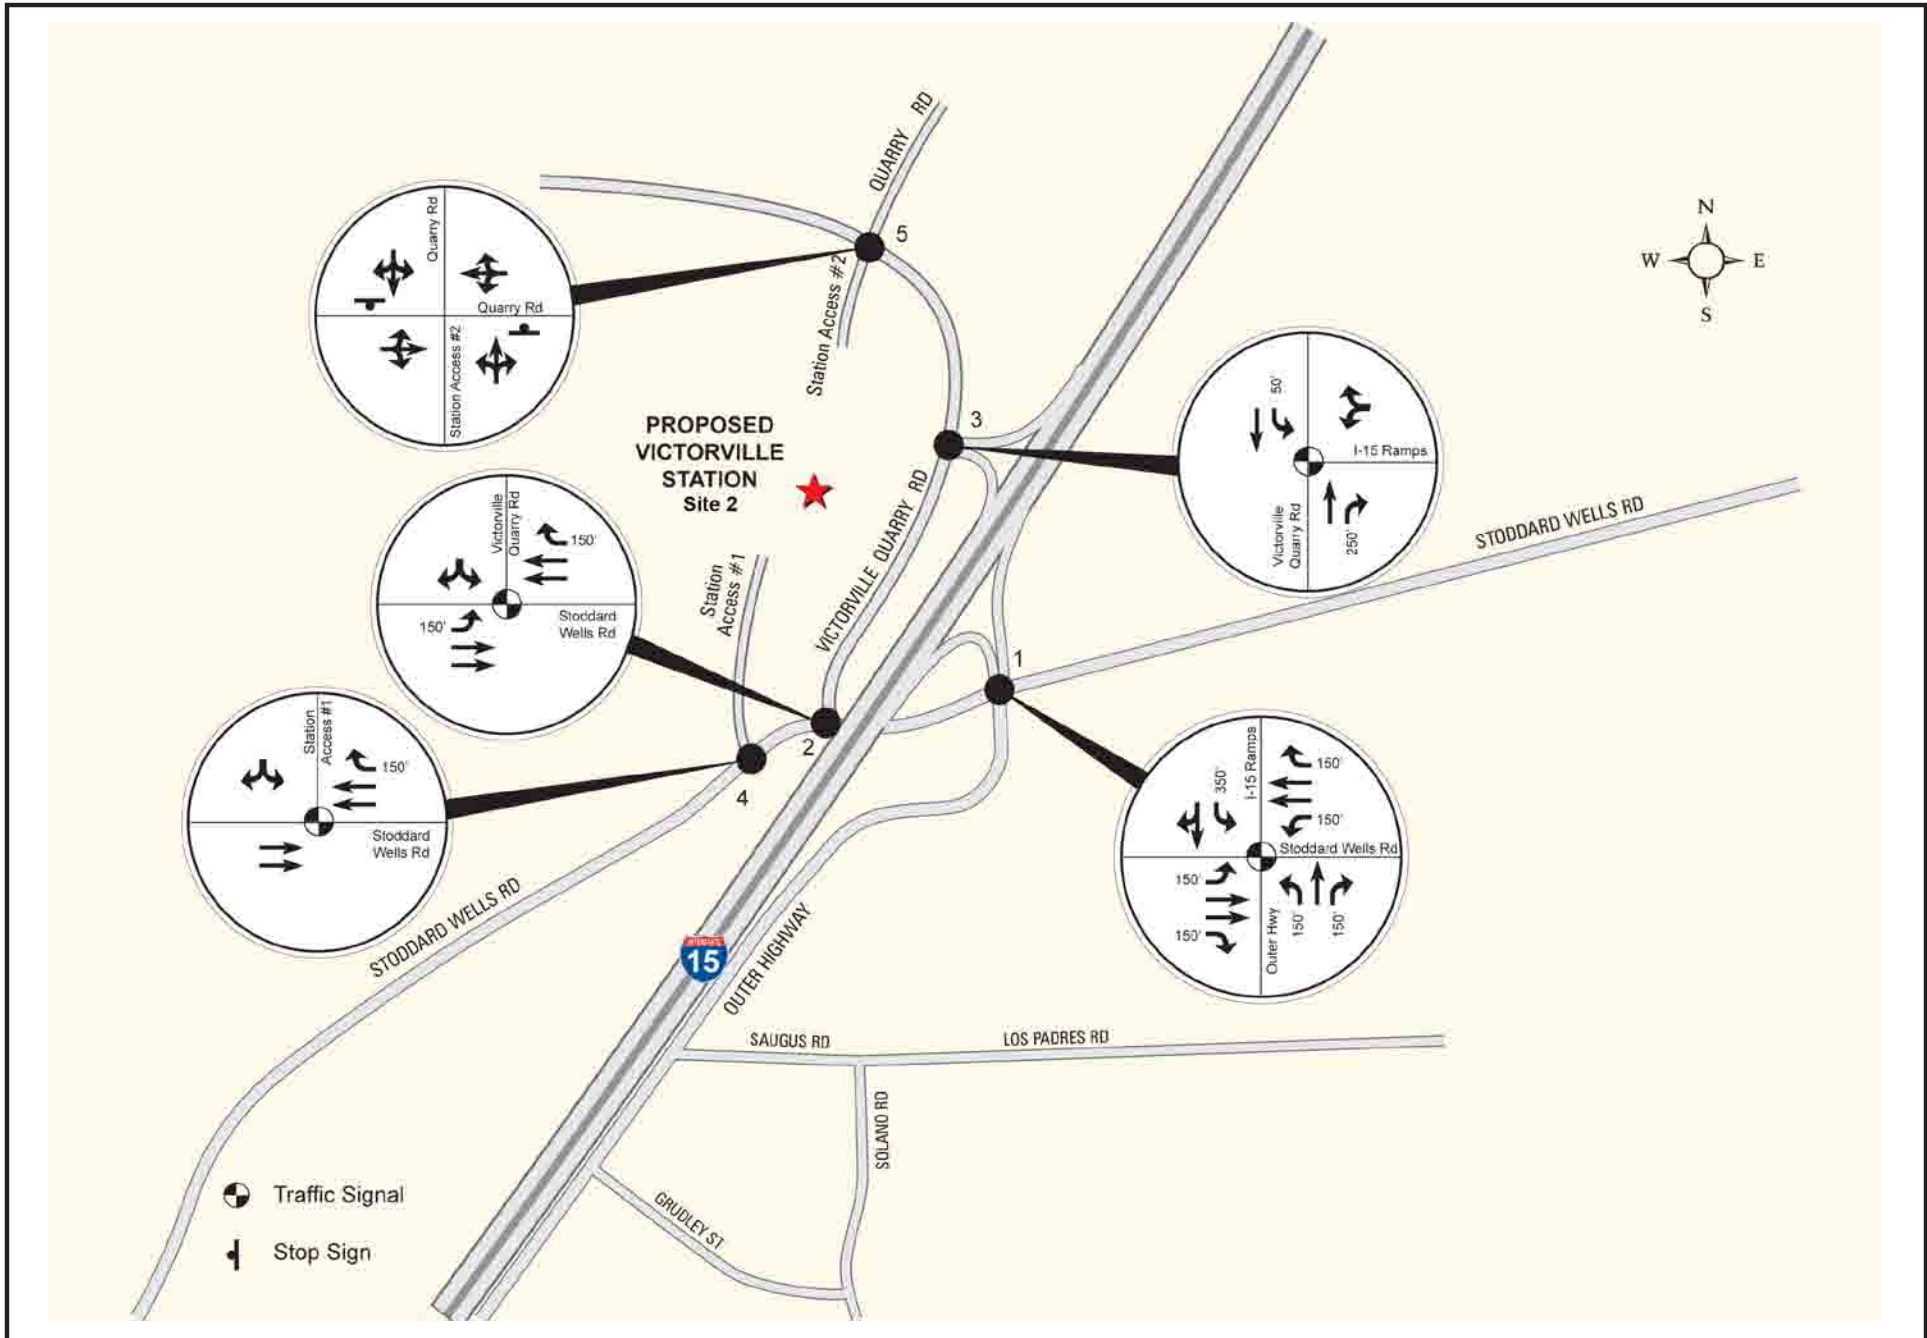 QUARRY RD
5
Station Access #2
Quarry Rd
Quarry Rd
Station Access #2
N
W
E
S
PROPOSED
VICTORVILLE
STATION
Site 2
3
50'
I-15 Ramps
Victorville
Quarry Rd
250'
STODDARD WELLS RD
VICTORVILLE QUARRY RD
Victorville
Quarry Rd
150'
150'
Stoddard
Wells Rd
Station
Access #1
1
2
4
Station
Access #1
150'
Stoddard
Wells Rd
I-15 Ramps
350'
150'
150'
Stoddard Wells Rd
150'
150'
Outer Hwy
150'
150'
STODDARD WELLS RD
INTERSTATE
15
OUTER HIGHWAY
SAUGUS RD
LOS PADRES RD
SOLANO RD
GRUDLEY ST
Traffic Signal
Stop Sign